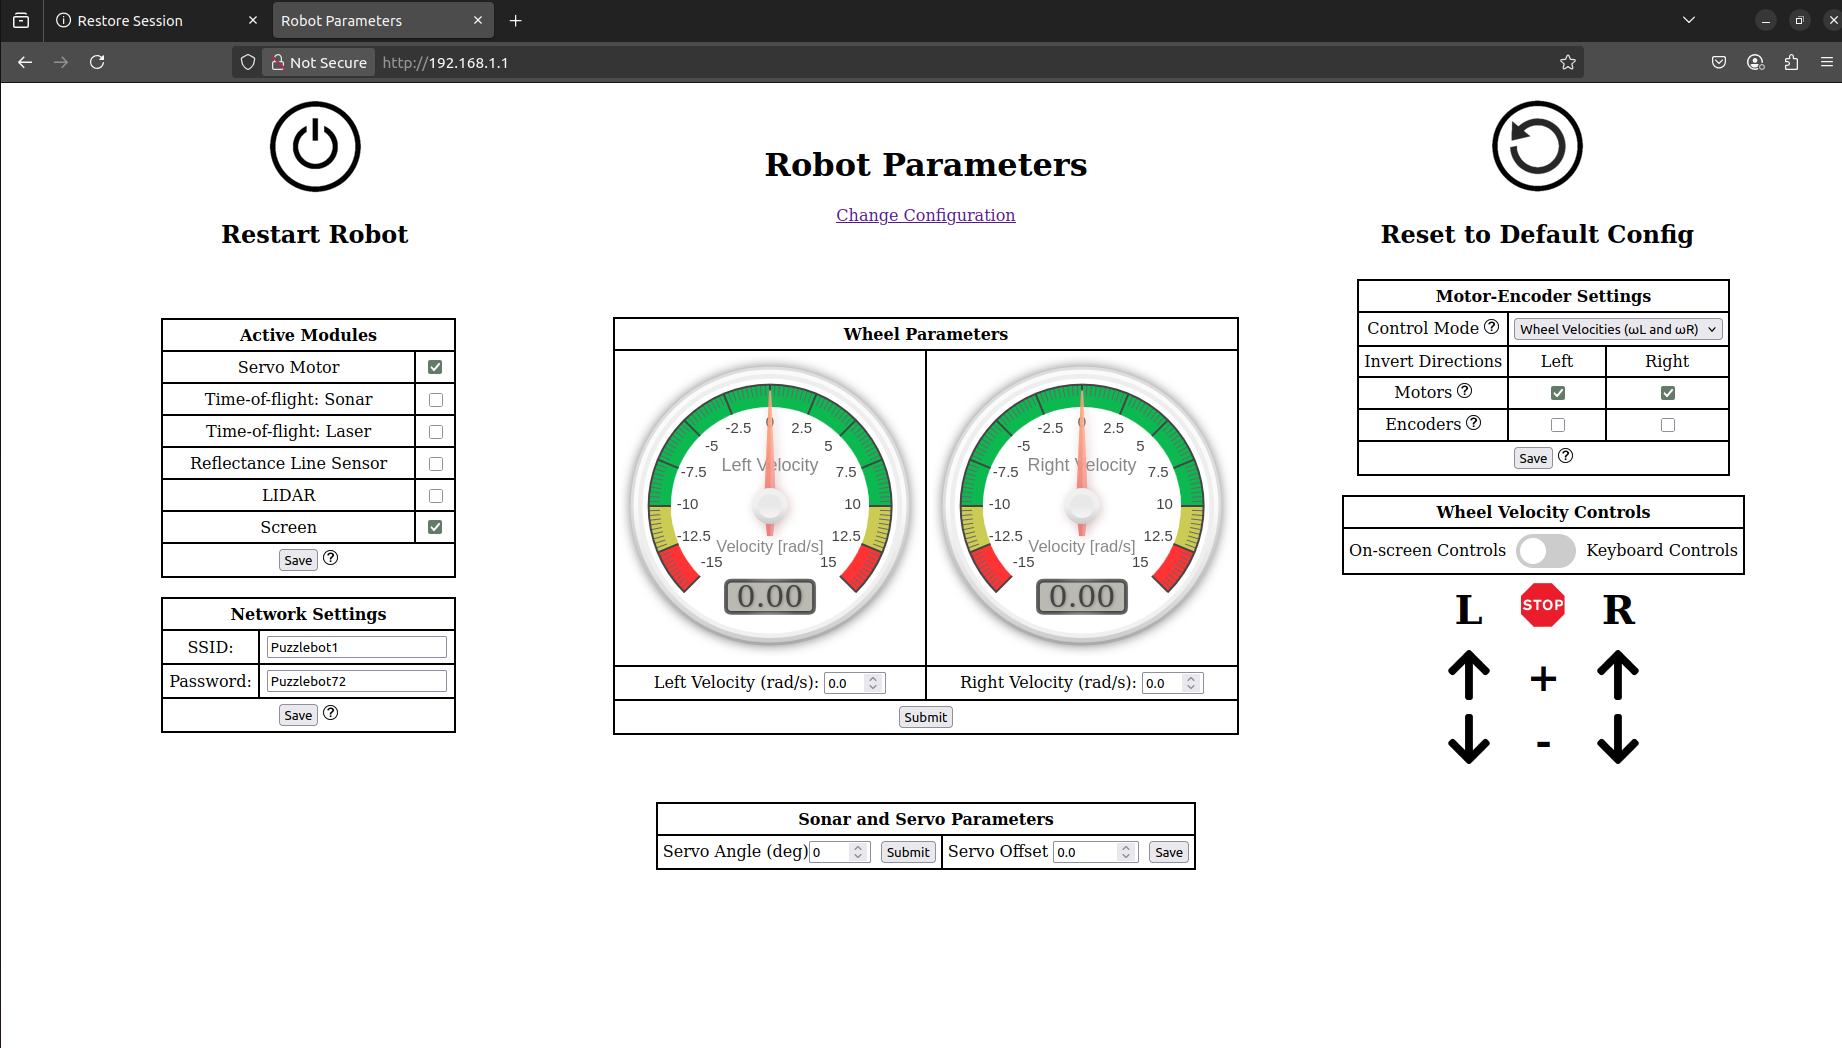 Restore Session
Robot Parameters
Not Secure
http://192.168.1.1
Restart Robot
Robot Parameters
Change Configuration
Reset to Default Config
Active Modules
Servo Motor
Time-of-flight: Sonar
Time-of-flight: Laser
Reflectance Line Sensor
LIDAR
Screen
Save ?
Network Settings
SSID: Puzzlebot1
Password: Puzzlebot72
Save ?
Wheel Parameters
-15 -12.5 -10 -7.5 -5 -2.5 0 2.5 5 7.5 10 12.5 15
Left Velocity
Velocity [rad/s]
0.00
-15 -12.5 -10 -7.5 -5 -2.5 0 2.5 5 7.5 10 12.5 15
Right Velocity
Velocity [rad/s]
0.00
Left Velocity (rad/s): 0.0
Right Velocity (rad/s): 0.0
Submit
Sonar and Servo Parameters
Servo Angle (deg) 0 Submit
Servo Offset 0.0 Save
Motor-Encoder Settings
Control Mode ? Wheel Velocities (ωL and ωR)
Invert Directions Left Right
Motors ?
Encoders ?
Save ?
Wheel Velocity Controls
On-screen Controls Keyboard Controls
L STOP R
+
-